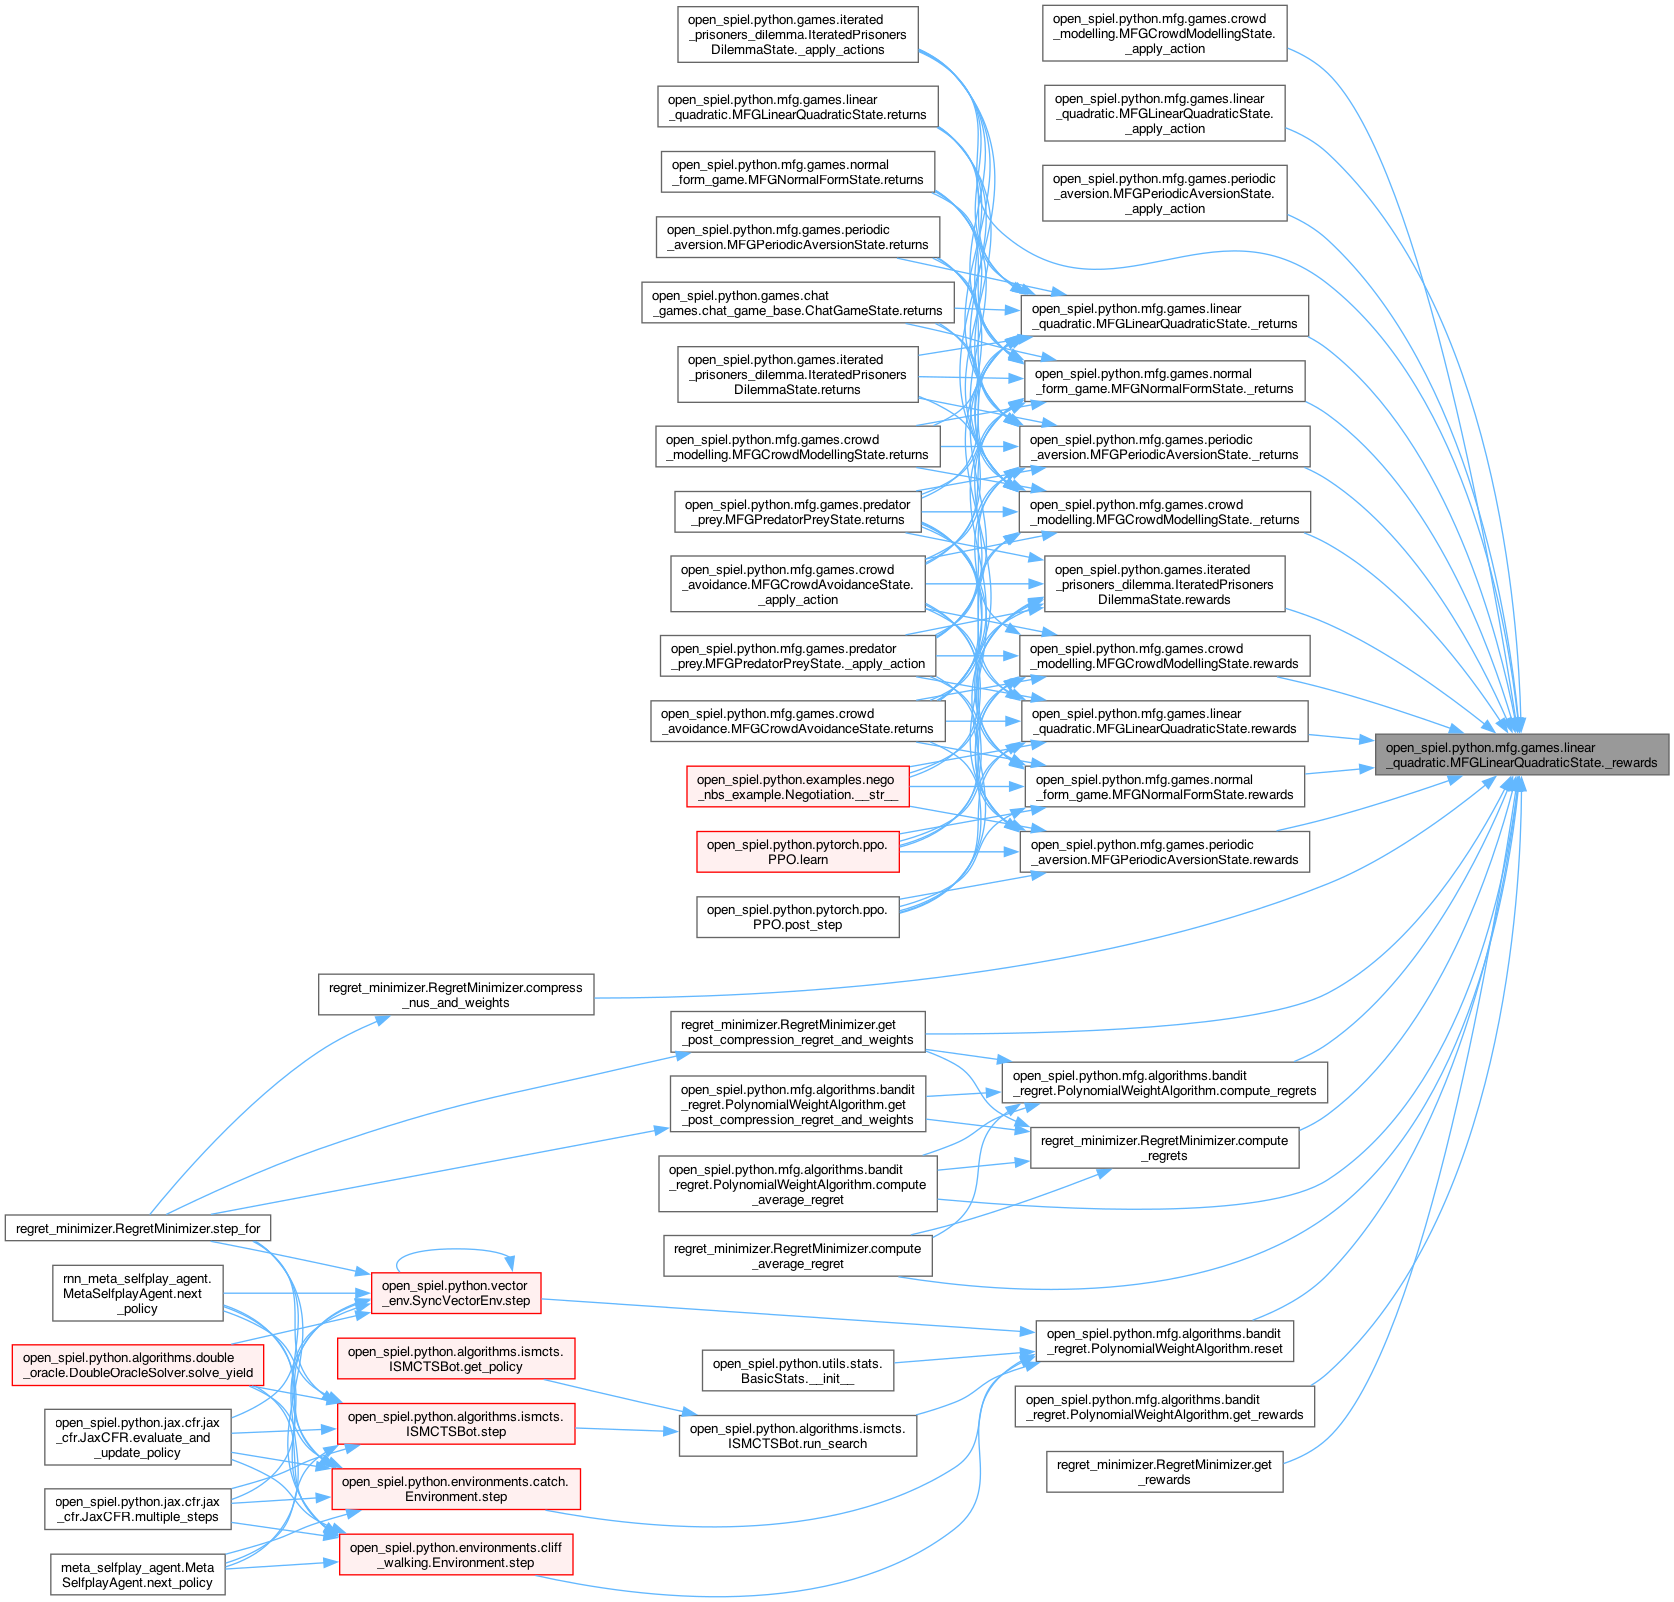 open_spiel.python.games.iterated
_prisoners_dilemma.IteratedPrisoners
DilemmaState._apply_actions
open_spiel.python.mfg.games.linear
_quadratic.MFGLinearQuadraticState.returns
open_spiel.python.mfg.games.normal
_form_game.MFGNormalFormState.returns
open_spiel.python.mfg.games.periodic
_aversion.MFGPeriodicAversionState.returns
open_spiel.python.games.chat
_games.chat_game_base.ChatGameState.returns
open_spiel.python.games.iterated
_prisoners_dilemma.IteratedPrisoners
DilemmaState.returns
open_spiel.python.mfg.games.crowd
_modelling.MFGCrowdModellingState.returns
open_spiel.python.mfg.games.predator
_prey.MFGPredatorPreyState.returns
open_spiel.python.mfg.games.crowd
_avoidance.MFGCrowdAvoidanceState.
_apply_action
open_spiel.python.mfg.games.predator
_prey.MFGPredatorPreyState._apply_action
open_spiel.python.mfg.games.crowd
_avoidance.MFGCrowdAvoidanceState.returns
open_spiel.python.examples.nego
_nbs_example.Negotiation.__str__
open_spiel.python.pytorch.ppo.
PPO.learn
open_spiel.python.pytorch.ppo.
PPO.post_step
open_spiel.python.mfg.games.crowd
_modelling.MFGCrowdModellingState.
_apply_action
open_spiel.python.mfg.games.linear
_quadratic.MFGLinearQuadraticState.
_apply_action
open_spiel.python.mfg.games.periodic
_aversion.MFGPeriodicAversionState.
_apply_action
open_spiel.python.mfg.games.linear
_quadratic.MFGLinearQuadraticState._returns
open_spiel.python.mfg.games.normal
_form_game.MFGNormalFormState._returns
open_spiel.python.mfg.games.periodic
_aversion.MFGPeriodicAversionState._returns
open_spiel.python.mfg.games.crowd
_modelling.MFGCrowdModellingState._returns
open_spiel.python.games.iterated
_prisoners_dilemma.IteratedPrisoners
DilemmaState.rewards
open_spiel.python.mfg.games.crowd
_modelling.MFGCrowdModellingState.rewards
open_spiel.python.mfg.games.linear
_quadratic.MFGLinearQuadraticState.rewards
open_spiel.python.mfg.games.normal
_form_game.MFGNormalFormState.rewards
open_spiel.python.mfg.games.periodic
_aversion.MFGPeriodicAversionState.rewards
open_spiel.python.mfg.games.linear
_quadratic.MFGLinearQuadraticState._rewards
regret_minimizer.RegretMinimizer.compress
_nus_and_weights
regret_minimizer.RegretMinimizer.get
_post_compression_regret_and_weights
open_spiel.python.mfg.algorithms.bandit
_regret.PolynomialWeightAlgorithm.get
_post_compression_regret_and_weights
open_spiel.python.mfg.algorithms.bandit
_regret.PolynomialWeightAlgorithm.compute
_average_regret
regret_minimizer.RegretMinimizer.compute
_average_regret
open_spiel.python.mfg.algorithms.bandit
_regret.PolynomialWeightAlgorithm.compute_regrets
regret_minimizer.RegretMinimizer.compute
_regrets
regret_minimizer.RegretMinimizer.step_for
rnn_meta_selfplay_agent.
MetaSelfplayAgent.next
_policy
open_spiel.python.algorithms.double
_oracle.DoubleOracleSolver.solve_yield
open_spiel.python.jax.cfr.jax
_cfr.JaxCFR.evaluate_and
_update_policy
open_spiel.python.jax.cfr.jax
_cfr.JaxCFR.multiple_steps
meta_selfplay_agent.Meta
SelfplayAgent.next_policy
open_spiel.python.vector
_env.SyncVectorEnv.step
open_spiel.python.algorithms.ismcts.
ISMCTSBot.get_policy
open_spiel.python.algorithms.ismcts.
ISMCTSBot.step
open_spiel.python.environments.catch.
Environment.step
open_spiel.python.environments.cliff
_walking.Environment.step
open_spiel.python.utils.stats.
BasicStats.__init__
open_spiel.python.algorithms.ismcts.
ISMCTSBot.run_search
open_spiel.python.mfg.algorithms.bandit
_regret.PolynomialWeightAlgorithm.reset
open_spiel.python.mfg.algorithms.bandit
_regret.PolynomialWeightAlgorithm.get_rewards
regret_minimizer.RegretMinimizer.get
_rewards